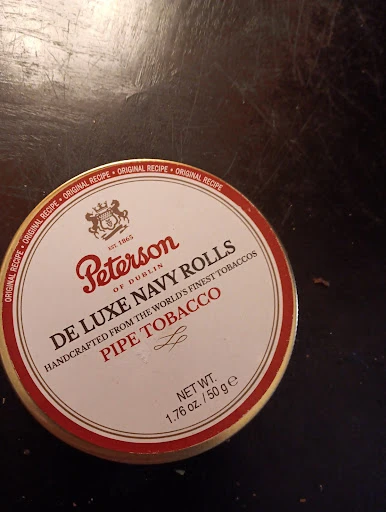 ORIGINAL RECIPE • ORIGINAL RECIPE • ORIGINAL RECIPE • ORIGINAL RECIPE
EST. 1865
Peterson
OF DUBLIN
DE LUXE NAVY ROLLS
HANDCRAFTED FROM THE WORLD'S FINEST TOBACCOS
PIPE TOBACCO
NET WT.
1.76 oz. / 50 g ℮